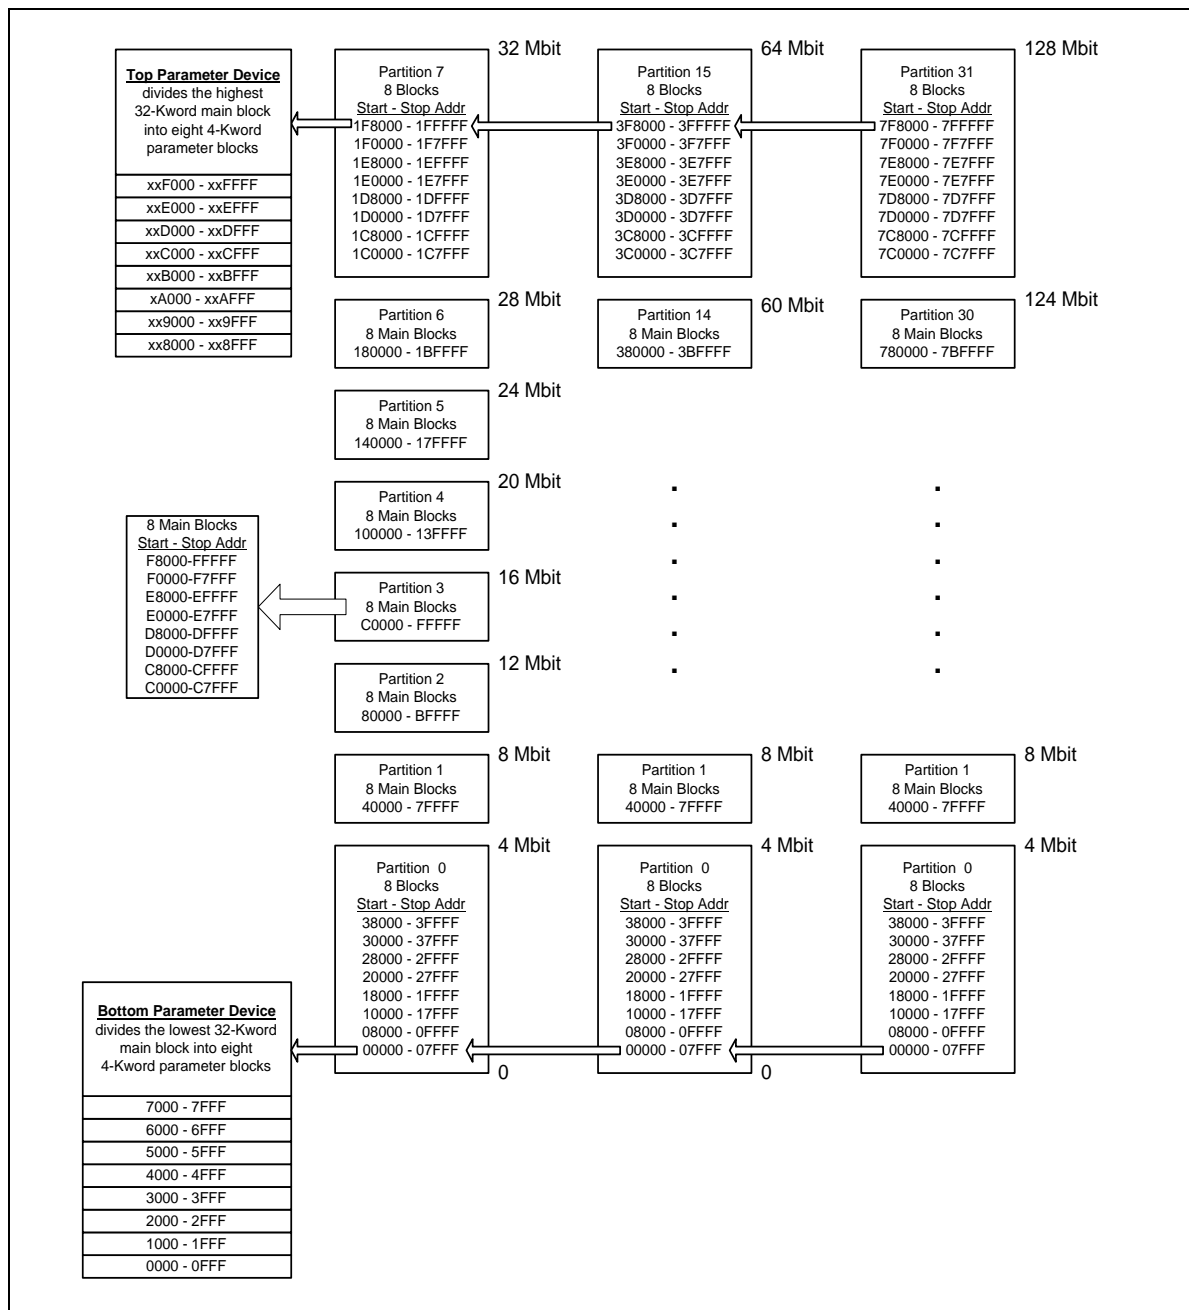 32 Mbit
64 Mbit
128 Mbit
Top Parameter Device
divides the highest
32-Kword main block
into eight 4-Kword
parameter blocks
xxF000 - xxFFFF
xxE000 - xxEFFF
xxD000 - xxDFFF
xxC000 - xxCFFF
xxB000 - xxBFFF
xA000 - xxAFFF
xx9000 - xx9FFF
xx8000 - xx8FFF
Partition 7
8 Blocks
Start - Stop Addr
1F8000 - 1FFFFF
1F0000 - 1F7FFF
1E8000 - 1EFFFF
1E0000 - 1E7FFF
1D8000 - 1DFFFF
1D0000 - 1D7FFF
1C8000 - 1CFFFF
1C0000 - 1C7FFF
Partition 15
8 Blocks
Start - Stop Addr
3F8000 - 3FFFFF
3F0000 - 3F7FFF
3E8000 - 3E7FFF
3E0000 - 3E7FFF
3D8000 - 3D7FFF
3D0000 - 3D7FFF
3C8000 - 3CFFFF
3C0000 - 3C7FFF
Partition 31
8 Blocks
Start - Stop Addr
7F8000 - 7FFFFF
7F0000 - 7F7FFF
7E8000 - 7E7FFF
7E0000 - 7E7FFF
7D8000 - 7D7FFF
7D0000 - 7D7FFF
7C8000 - 7CFFFF
7C0000 - 7C7FFF
28 Mbit
60 Mbit
124 Mbit
Partition 6
8 Main Blocks
180000 - 1BFFFF
Partition 14
8 Main Blocks
380000 - 3BFFFF
Partition 30
8 Main Blocks
780000 - 7BFFFF
24 Mbit
Partition 5
8 Main Blocks
140000 - 17FFFF
20 Mbit
Partition 4
8 Main Blocks
100000 - 13FFFF
8 Main Blocks
Start - Stop Addr
F8000-FFFFF
F0000-F7FFF
E8000-EFFFF
E0000-E7FFF
D8000-DFFFF
D0000-D7FFF
C8000-CFFFF
C0000-C7FFF
16 Mbit
Partition 3
8 Main Blocks
C0000 - FFFFF
12 Mbit
Partition 2
8 Main Blocks
80000 - BFFFF
8 Mbit
8 Mbit
8 Mbit
Partition 1
8 Main Blocks
40000 - 7FFFF
Partition 1
8 Main Blocks
40000 - 7FFFF
Partition 1
8 Main Blocks
40000 - 7FFFF
4 Mbit
4 Mbit
4 Mbit
Partition 0
8 Blocks
Start - Stop Addr
38000 - 3FFFF
30000 - 37FFF
28000 - 2FFFF
20000 - 27FFF
18000 - 1FFFF
10000 - 17FFF
08000 - 0FFFF
00000 - 07FFF
Partition 0
8 Blocks
Start - Stop Addr
38000 - 3FFFF
30000 - 37FFF
28000 - 2FFFF
20000 - 27FFF
18000 - 1FFFF
10000 - 17FFF
08000 - 0FFFF
00000 - 07FFF
Partition 0
8 Blocks
Start - Stop Addr
38000 - 3FFFF
30000 - 37FFF
28000 - 2FFFF
20000 - 27FFF
18000 - 1FFFF
10000 - 17FFF
08000 - 0FFFF
00000 - 07FFF
0
0
Bottom Parameter Device
divides the lowest 32-Kword
main block into eight
4-Kword parameter blocks
7000 - 7FFF
6000 - 6FFF
5000 - 5FFF
4000 - 4FFF
3000 - 3FFF
2000 - 2FFF
1000 - 1FFF
0000 - 0FFF